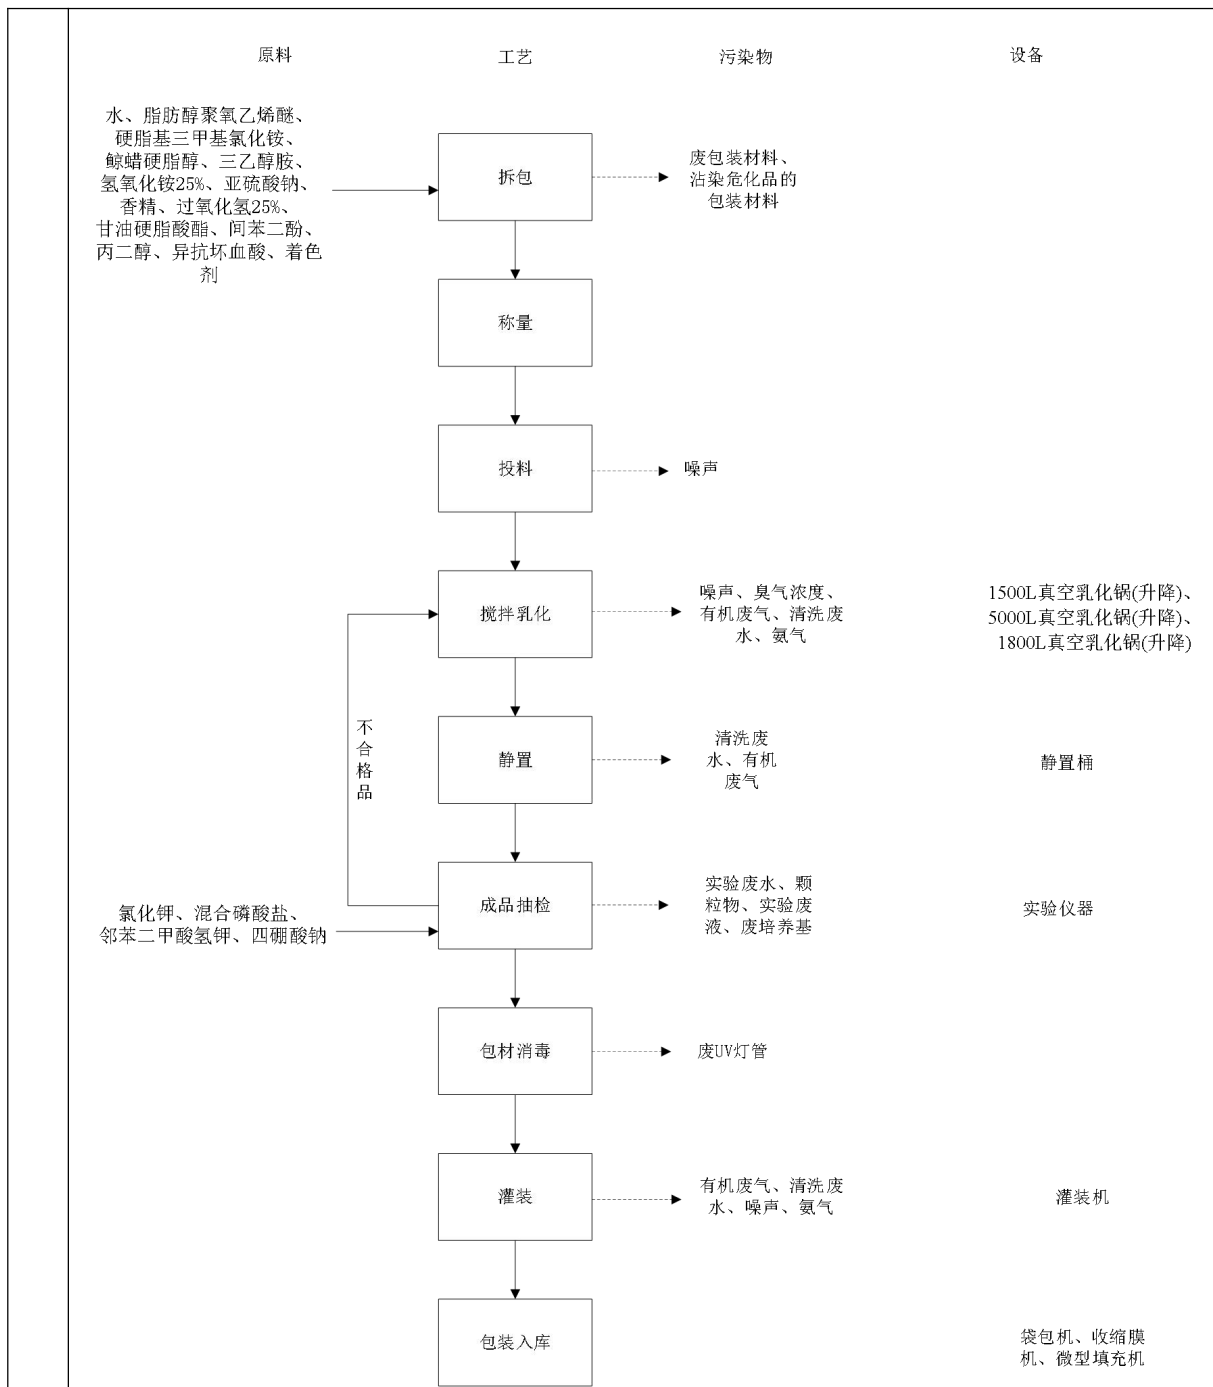 原料
工艺
污染物
设备
水、脂肪醇聚氧乙烯醚、
硬脂基三甲基氯化铵、
鲸蜡硬脂醇、三乙醇胺、
氢氧化铵25%、亚硫酸钠、
香精、过氧化氢25%、
甘油硬脂酸酯、间苯二酚、
丙二醇、异抗坏血酸、着色
剂
拆包
废包装材料、
沾染危化品的
包装材料
称量
投料
噪声
搅拌乳化
噪声、臭气浓度、
有机废气、清洗废
水、氨气
1500L真空乳化锅(升降)、
5000L真空乳化锅(升降)、
1800L真空乳化锅(升降)
不
合
格
品
静置
清洗废
水、有机
废气
静置桶
氯化钾、混合磷酸盐、
邻苯二甲酸氢钾、四硼酸钠
成品抽检
实验废水、颗
粒物、实验废
液、废培养基
实验仪器
包材消毒
废UV灯管
灌装
有机废气、清洗废
水、噪声、氨气
灌装机
包装入库
袋包机、收缩膜
机、微型填充机